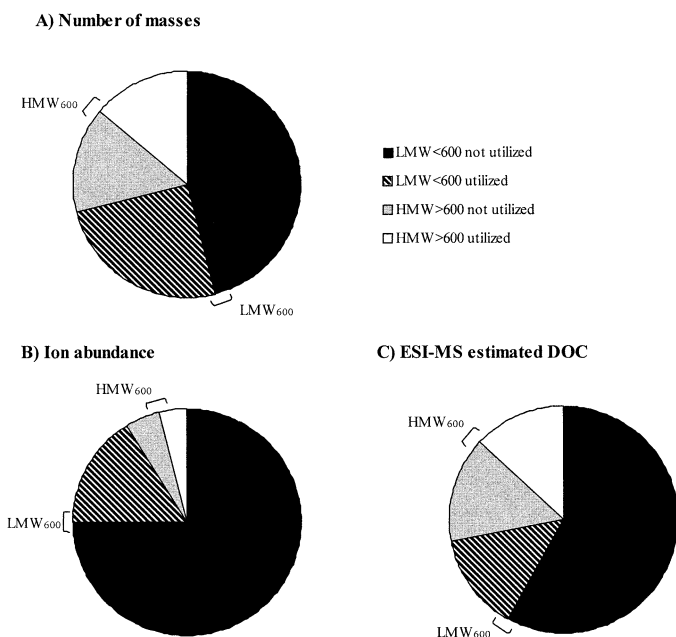 A) Number of masses
HMW600
LMW<600 not utilized
LMW<600 utilized
HMW>600 not utilized
HMW>600 utilized
LMW600
B) Ion abundance
C) ESI-MS estimated DOC
HMW600
HMW600
LMW600
LMW600